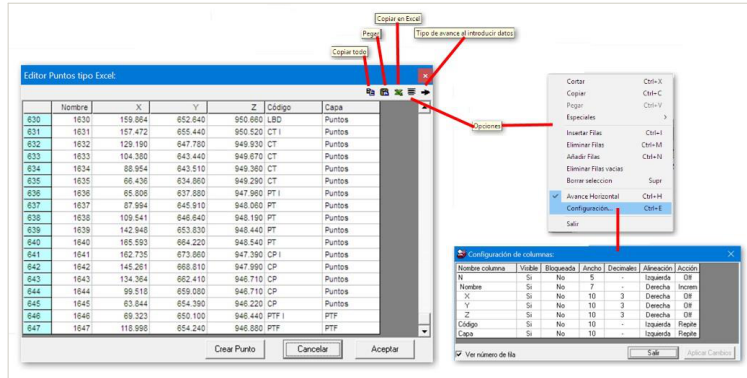 Copiar en Excel
Pegar
Tipo de avance al introducir datos
Copiar todo
Editor Puntos tipo Excel:
Nombre X Y Z Código Capa
630 1630 159.864 652.640 950.660 LBD Puntos
631 1631 157.472 655.440 950.520 CT I Puntos
632 1632 129.190 647.780 949.930 CT Puntos
633 1633 104.380 643.440 949.670 CT Puntos
634 1634 88.954 643.510 949.360 CT Puntos
635 1635 66.436 634.860 949.290 CT Puntos
636 1636 65.806 637.880 947.960 PT I Puntos
637 1637 87.994 645.910 948.060 PT Puntos
638 1638 109.541 646.640 948.190 PT Puntos
639 1639 142.948 653.830 948.440 PT Puntos
640 1640 165.593 664.220 948.540 PT Puntos
641 1641 162.735 673.860 947.390 CP I Puntos
642 1642 145.261 668.810 947.990 CP Puntos
643 1643 134.364 662.410 946.710 CP Puntos
644 1644 99.518 659.080 946.710 CP Puntos
645 1645 63.844 654.390 946.220 CP Puntos
646 1646 69.323 650.100 946.440 PTF I PTF
647 1647 118.998 654.240 946.880 PTF PTF
Crear Punto Cancelar Aceptar
Opciones
Cortar Ctrl+X
Copiar Ctrl+C
Pegar Ctrl+V
Especiales
Insertar Filas Ctrl+I
Eliminar Filas Ctrl+M
Añadir Filas Ctrl+N
Eliminar Filas vacias
Borrar seleccion Supr
Avance Horizontal Ctrl+H
Configuración... Ctrl+E
Salir
Configuración de columnas:
Nombre columna Visible Bloqueada Ancho Decimales Alineación Acción
N Si No 5 - Izquierda Off
Nombre Si No 7 - Derecha Increm
X Si No 10 3 Derecha Off
Y Si No 10 3 Derecha Off
Z Si No 10 3 Derecha Off
Código Si No 10 - Izquierda Repite
Capa Si No 10 - Izquierda Repite
Ver número de fila Salir Aplicar Cambios